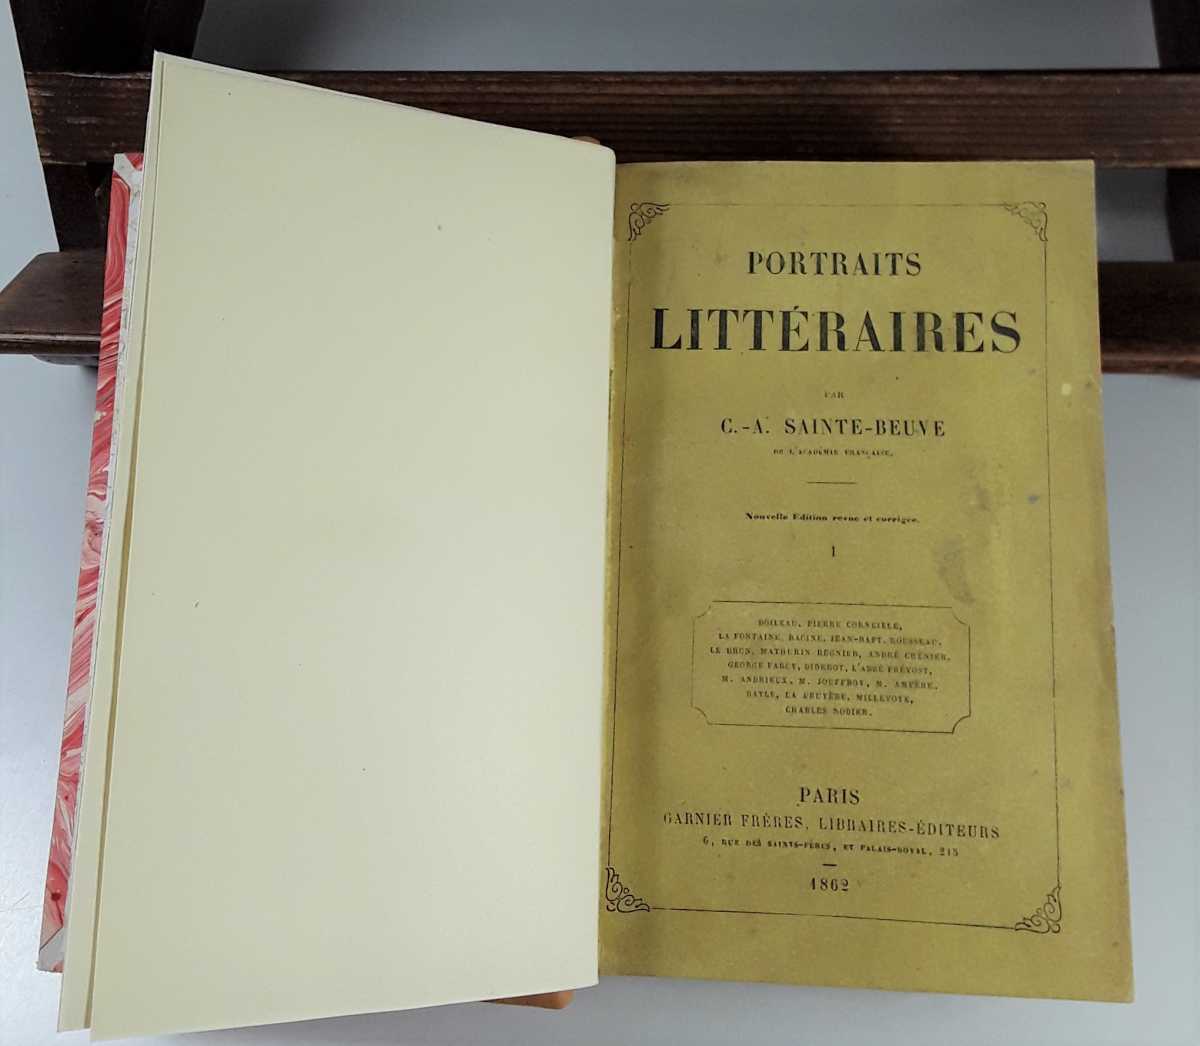 PORTRAITS
LITTÉRAIRES
PAR
C.-A. SAINTE-BEUVE
DE L'ACADÉMIE FRANÇAISE.
Nouvelle Édition revue et corrigée.
I
BOILEAU, PIERRE CORNEILLE,
LA FONTAINE, RACINE, JEAN-BAPT. ROUSSEAU,
LE BRUN, MATHURIN REGNIER, ANDRÉ CHÉNIER,
GEORGE FARCY, DIDEROT, L'ABBÉ PRÉVOST,
M. ANDRIEUX, M. JOUFFROY, M. AMPÈRE,
BAYLE, LA BRUYÈRE, MILLEVOYE,
CHARLES NODIER.
PARIS
GARNIER FRÈRES, LIBRAIRES-ÉDITEURS
6, RUE DES SAINTS-PÈRES, ET PALAIS-ROYAL, 215
1862